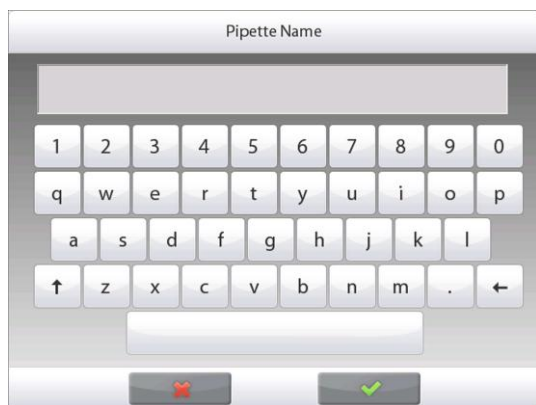 Pipette Name
1 2 3 4 5 6 7 8 9 0
q w e r t y u i o p
a s d f g h j k l
↑ z x c v b n m . ←